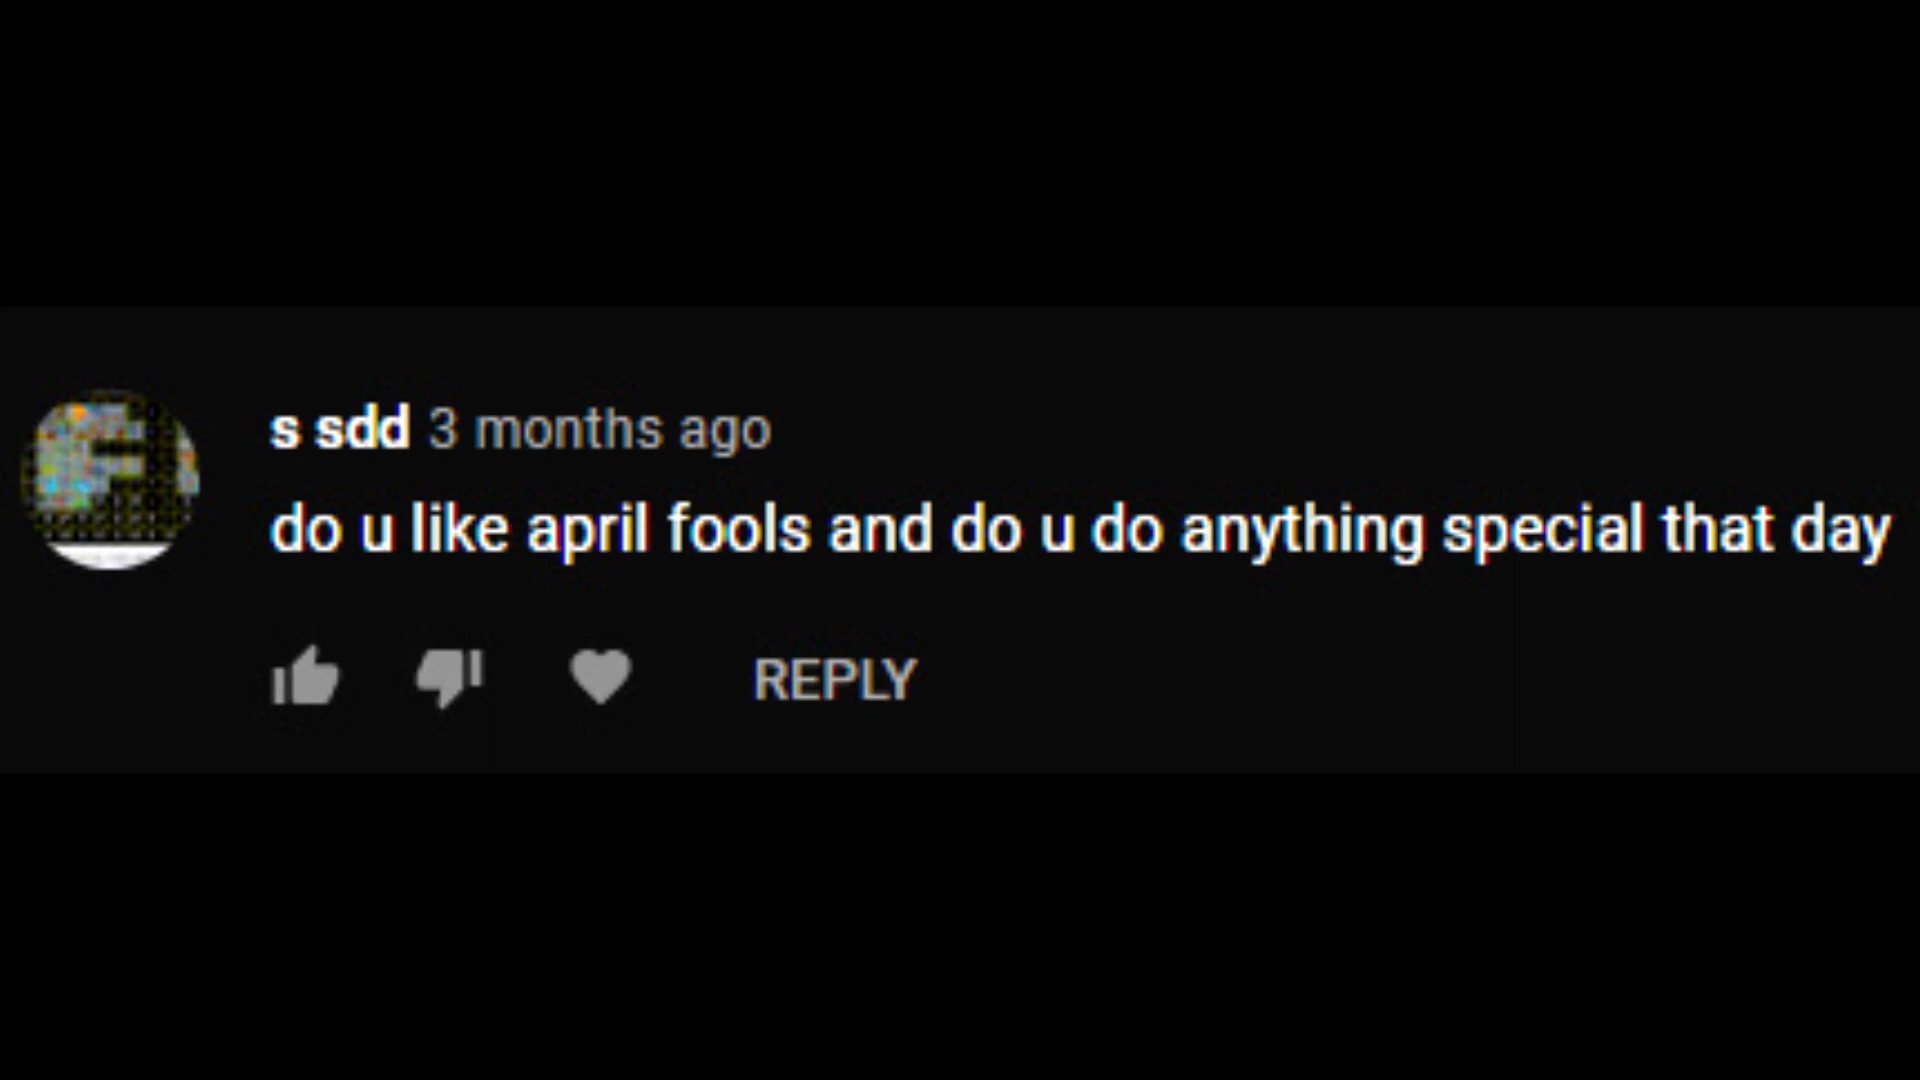 s sdd 3 months ago
do u like april fools and do u do anything special that day
REPLY